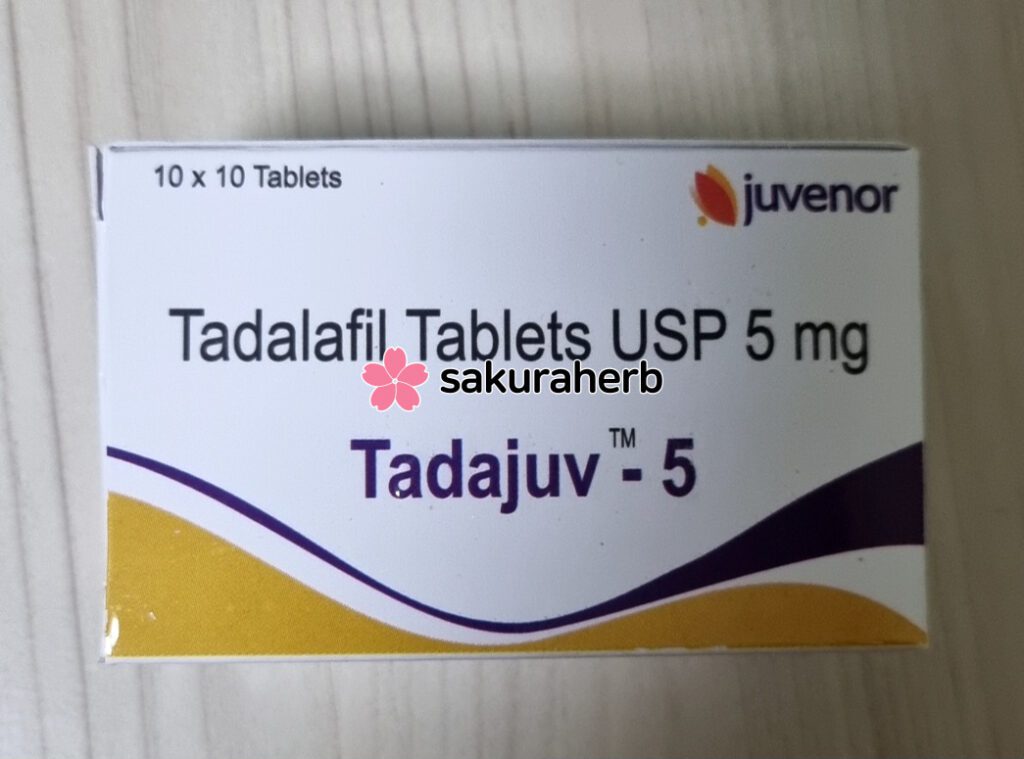 10 x 10 Tablets
juvenor
Tadalafil Tablets USP 5 mg
sakuraherb
Tadajuv™ - 5